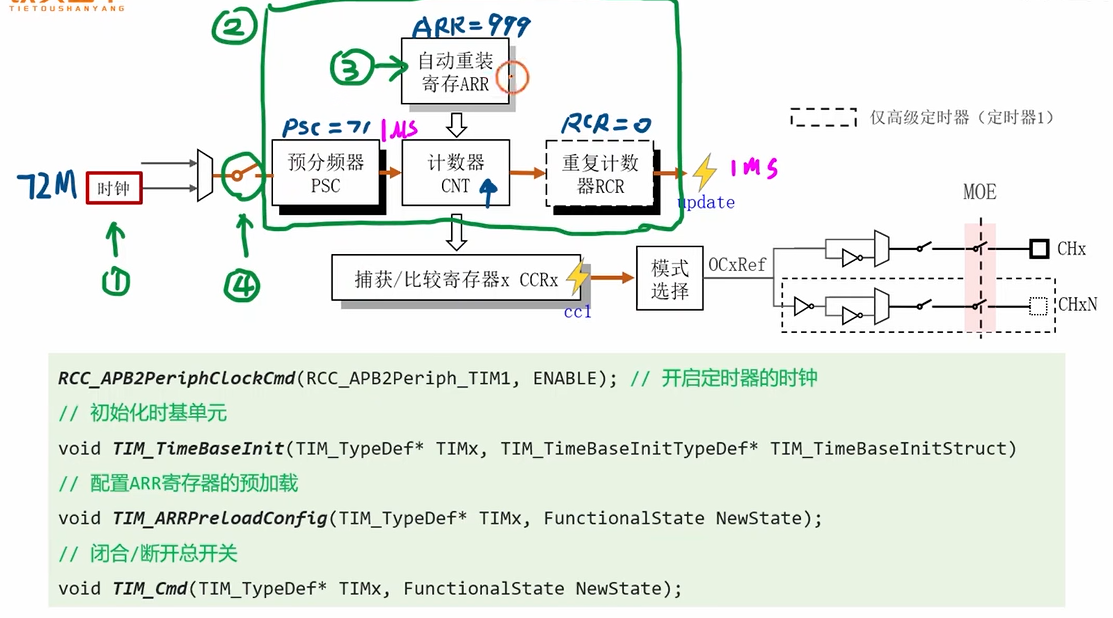 TIETOUSHANYANG
②
ARR=999
③
自动重装
寄存ARR
PSC=71
1μs
RCR=0
仅高级定时器（定时器1）
72M
时钟
预分频器
PSC
计数器
CNT
重复计数
器RCR
1MS
update
MOE
①
④
捕获/比较寄存器x CCRx
cc1
模式
选择
OCxRef
CHx
CHxN
RCC_APB2PeriphClockCmd(RCC_APB2Periph_TIM1, ENABLE); // 开启定时器的时钟
// 初始化时基单元
void TIM_TimeBaseInit(TIM_TypeDef* TIMx, TIM_TimeBaseInitTypeDef* TIM_TimeBaseInitStruct)
// 配置ARR寄存器的预加载
void TIM_ARRPreloadConfig(TIM_TypeDef* TIMx, FunctionalState NewState);
// 闭合/断开总开关
void TIM_Cmd(TIM_TypeDef* TIMx, FunctionalState NewState);